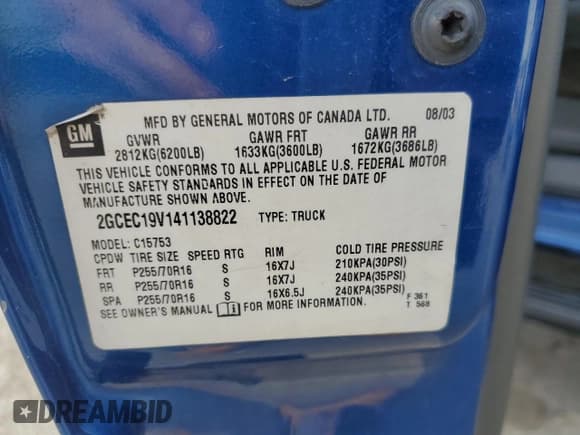 GM
MFD BY GENERAL MOTORS OF CANADA LTD. 08/03
GVWR GAWR FRT GAWR RR
2812KG(6200LB) 1633KG(3600LB) 1672KG(3686LB)
THIS VEHICLE CONFORMS TO ALL APPLICABLE U.S. FEDERAL MOTOR
VEHICLE SAFETY STANDARDS IN EFFECT ON THE DATE OF
MANUFACTURE SHOWN ABOVE.
2GCEC19V141138822 TYPE: TRUCK
MODEL: C15753
CPDW TIRE SIZE SPEED RTG RIM COLD TIRE PRESSURE
FRT P255/70R16 S 16X7J 210KPA(30PSI)
RR P255/70R16 S 16X7J 240KPA(35PSI)
SPA P255/70R16 S 16X6.5J 240KPA(35PSI)
SEE OWNER'S MANUAL FOR MORE INFORMATION. F 361
T 568
DREAMBID